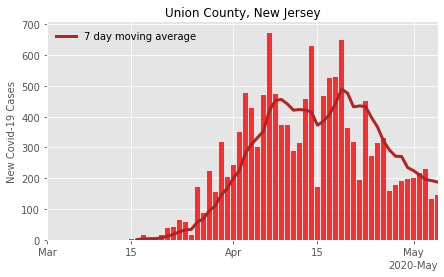 Union County, New Jersey
7 day moving average
New Covid-19 Cases
700
600
500
400
300
200
100
0
Mar 15 Apr 15 May
2020-May